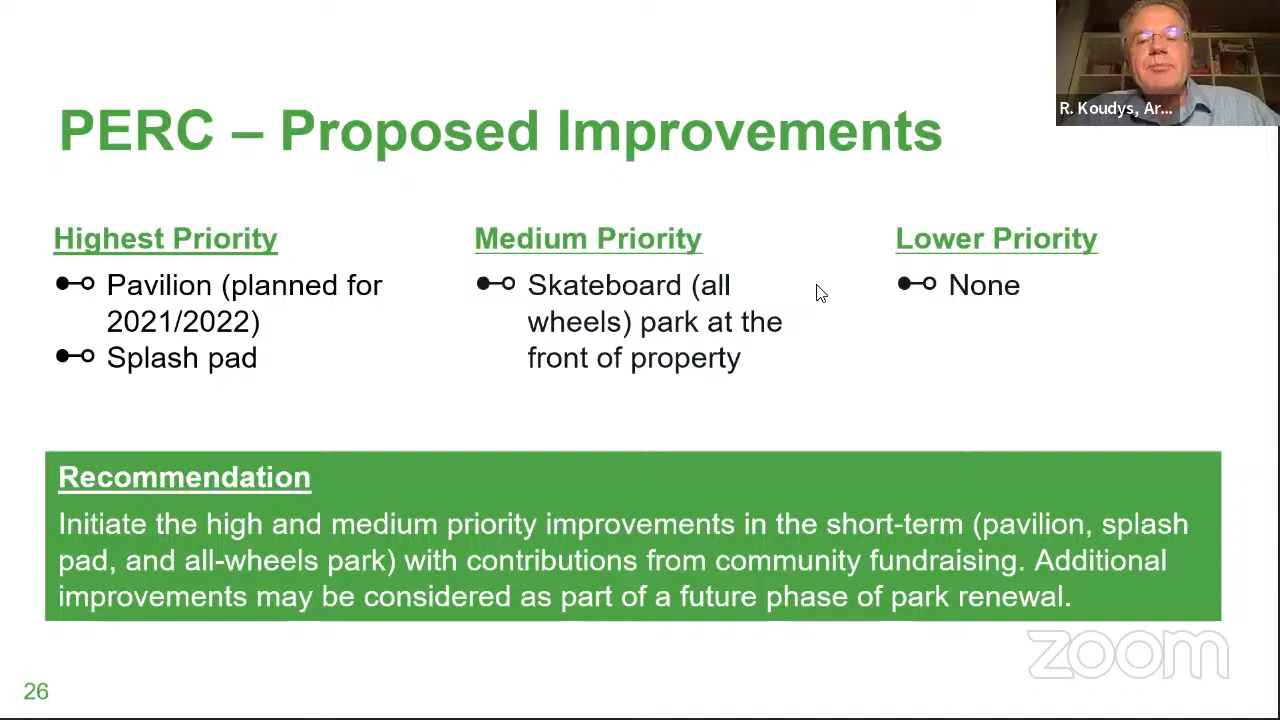 R. Koudys, Ar...
PERC – Proposed Improvements
Highest Priority
Pavilion (planned for
2021/2022)
Splash pad
Medium Priority
Skateboard (all
wheels) park at the
front of property
Lower Priority
None
Recommendation
Initiate the high and medium priority improvements in the short-term (pavilion, splash
pad, and all-wheels park) with contributions from community fundraising. Additional
improvements may be considered as part of a future phase of park renewal.
zoom
26